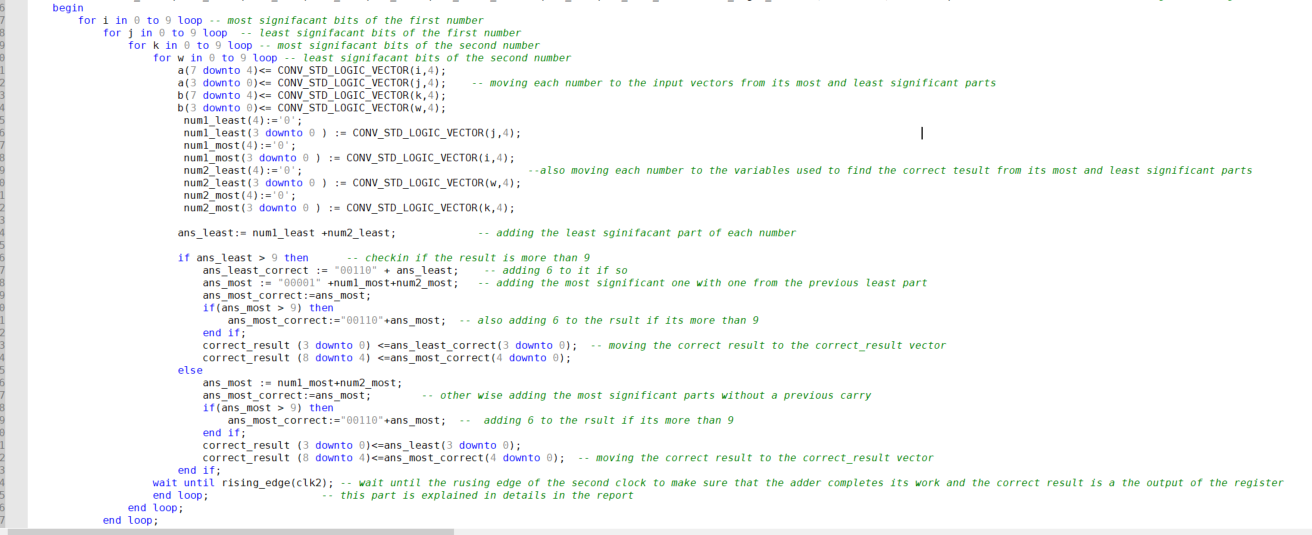 begin
for i in 0 to 9 loop -- most signifacant bits of the first number
for j in 0 to 9 loop  -- least signifacant bits of the first number
for k in 0 to 9 loop -- most signifacant bits of the second number
for w in 0 to 9 loop -- least signifacant bits of the second number
a(7 downto 4)<= CONV_STD_LOGIC_VECTOR(i,4);
a(3 downto 0)<= CONV_STD_LOGIC_VECTOR(j,4);    -- moving each number to the input vectors from its most and least significant parts
b(7 downto 4)<= CONV_STD_LOGIC_VECTOR(k,4);
b(3 downto 0)<= CONV_STD_LOGIC_VECTOR(w,4);
num1_least(4):='0';
num1_least(3 downto 0 ) := CONV_STD_LOGIC_VECTOR(j,4);
num1_most(4):='0';
num1_most(3 downto 0 ) := CONV_STD_LOGIC_VECTOR(i,4);
num2_least(4):='0';    --also moving each number to the variables used to find the correct tesult from its most and least significant parts
num2_least(3 downto 0 ) := CONV_STD_LOGIC_VECTOR(w,4);
num2_most(4):='0';
num2_most(3 downto 0 ) := CONV_STD_LOGIC_VECTOR(k,4);
ans_least:= num1_least +num2_least;    -- adding the least sginifacant part of each number
if ans_least > 9 then    -- checkin if the result is more than 9
ans_least_correct := "00110" + ans_least;    -- adding 6 to it if so
ans_most := "00001" +num1_most+num2_most;   -- adding the most significant one with one from the previous least part
ans_most_correct:=ans_most;
if(ans_most > 9) then
ans_most_correct:="00110"+ans_most;  -- also adding 6 to the rsult if its more than 9
end if;
correct_result (3 downto 0) <=ans_least_correct(3 downto 0);  -- moving the correct result to the correct_result vector
correct_result (8 downto 4) <=ans_most_correct(4 downto 0);
else
ans_most := num1_most+num2_most;
ans_most_correct:=ans_most;    -- other wise adding the most significant parts without a previous carry
if(ans_most > 9) then
ans_most_correct:="00110"+ans_most;  --  adding 6 to the rsult if its more than 9
end if;
correct_result (3 downto 0)<=ans_least(3 downto 0);
correct_result (8 downto 4)<=ans_most_correct(4 downto 0);  -- moving the correct result to the correct_result vector
end if;
wait until rising_edge(clk2); -- wait until the rusing edge of the second clock to make sure that the adder completes its work and the correct result is a the output of the register
end loop;    -- this part is explained in details in the report
end loop;
end loop;